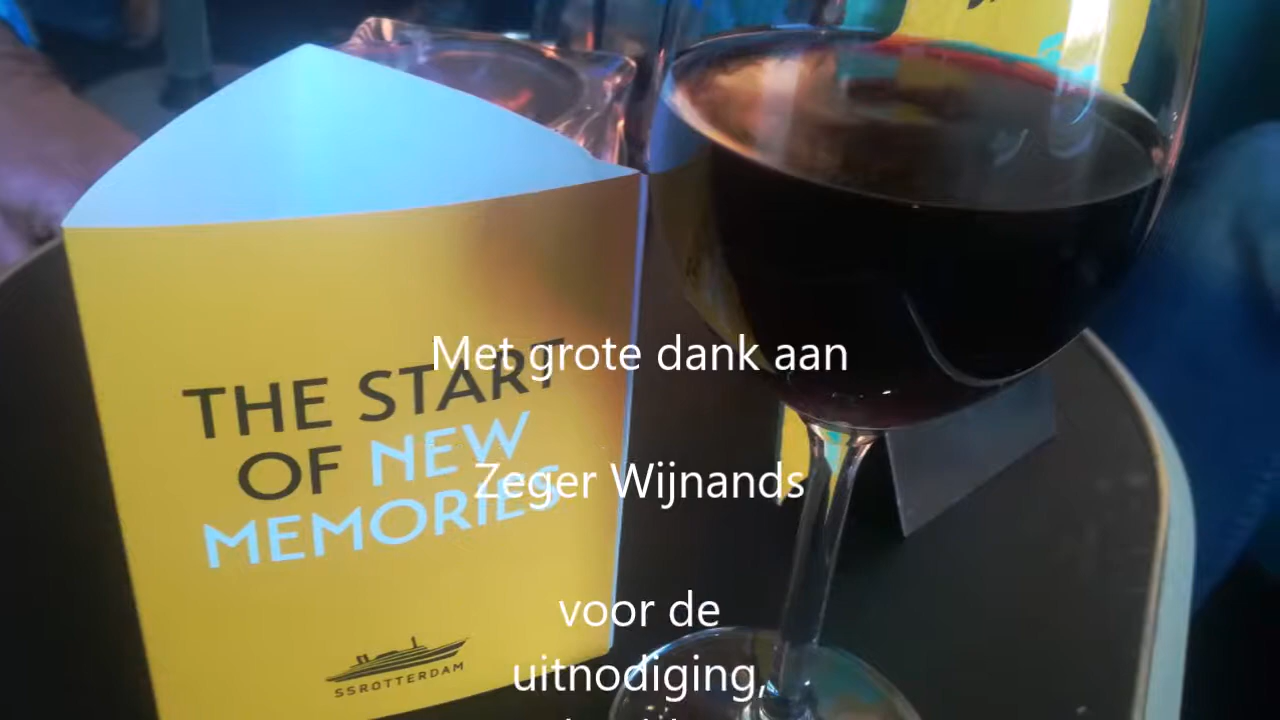 THE START
OF NEW
MEMORIES
SSROTTERDAM
Met grote dank aan
Zeger Wijnands
voor de
uitnodiging,